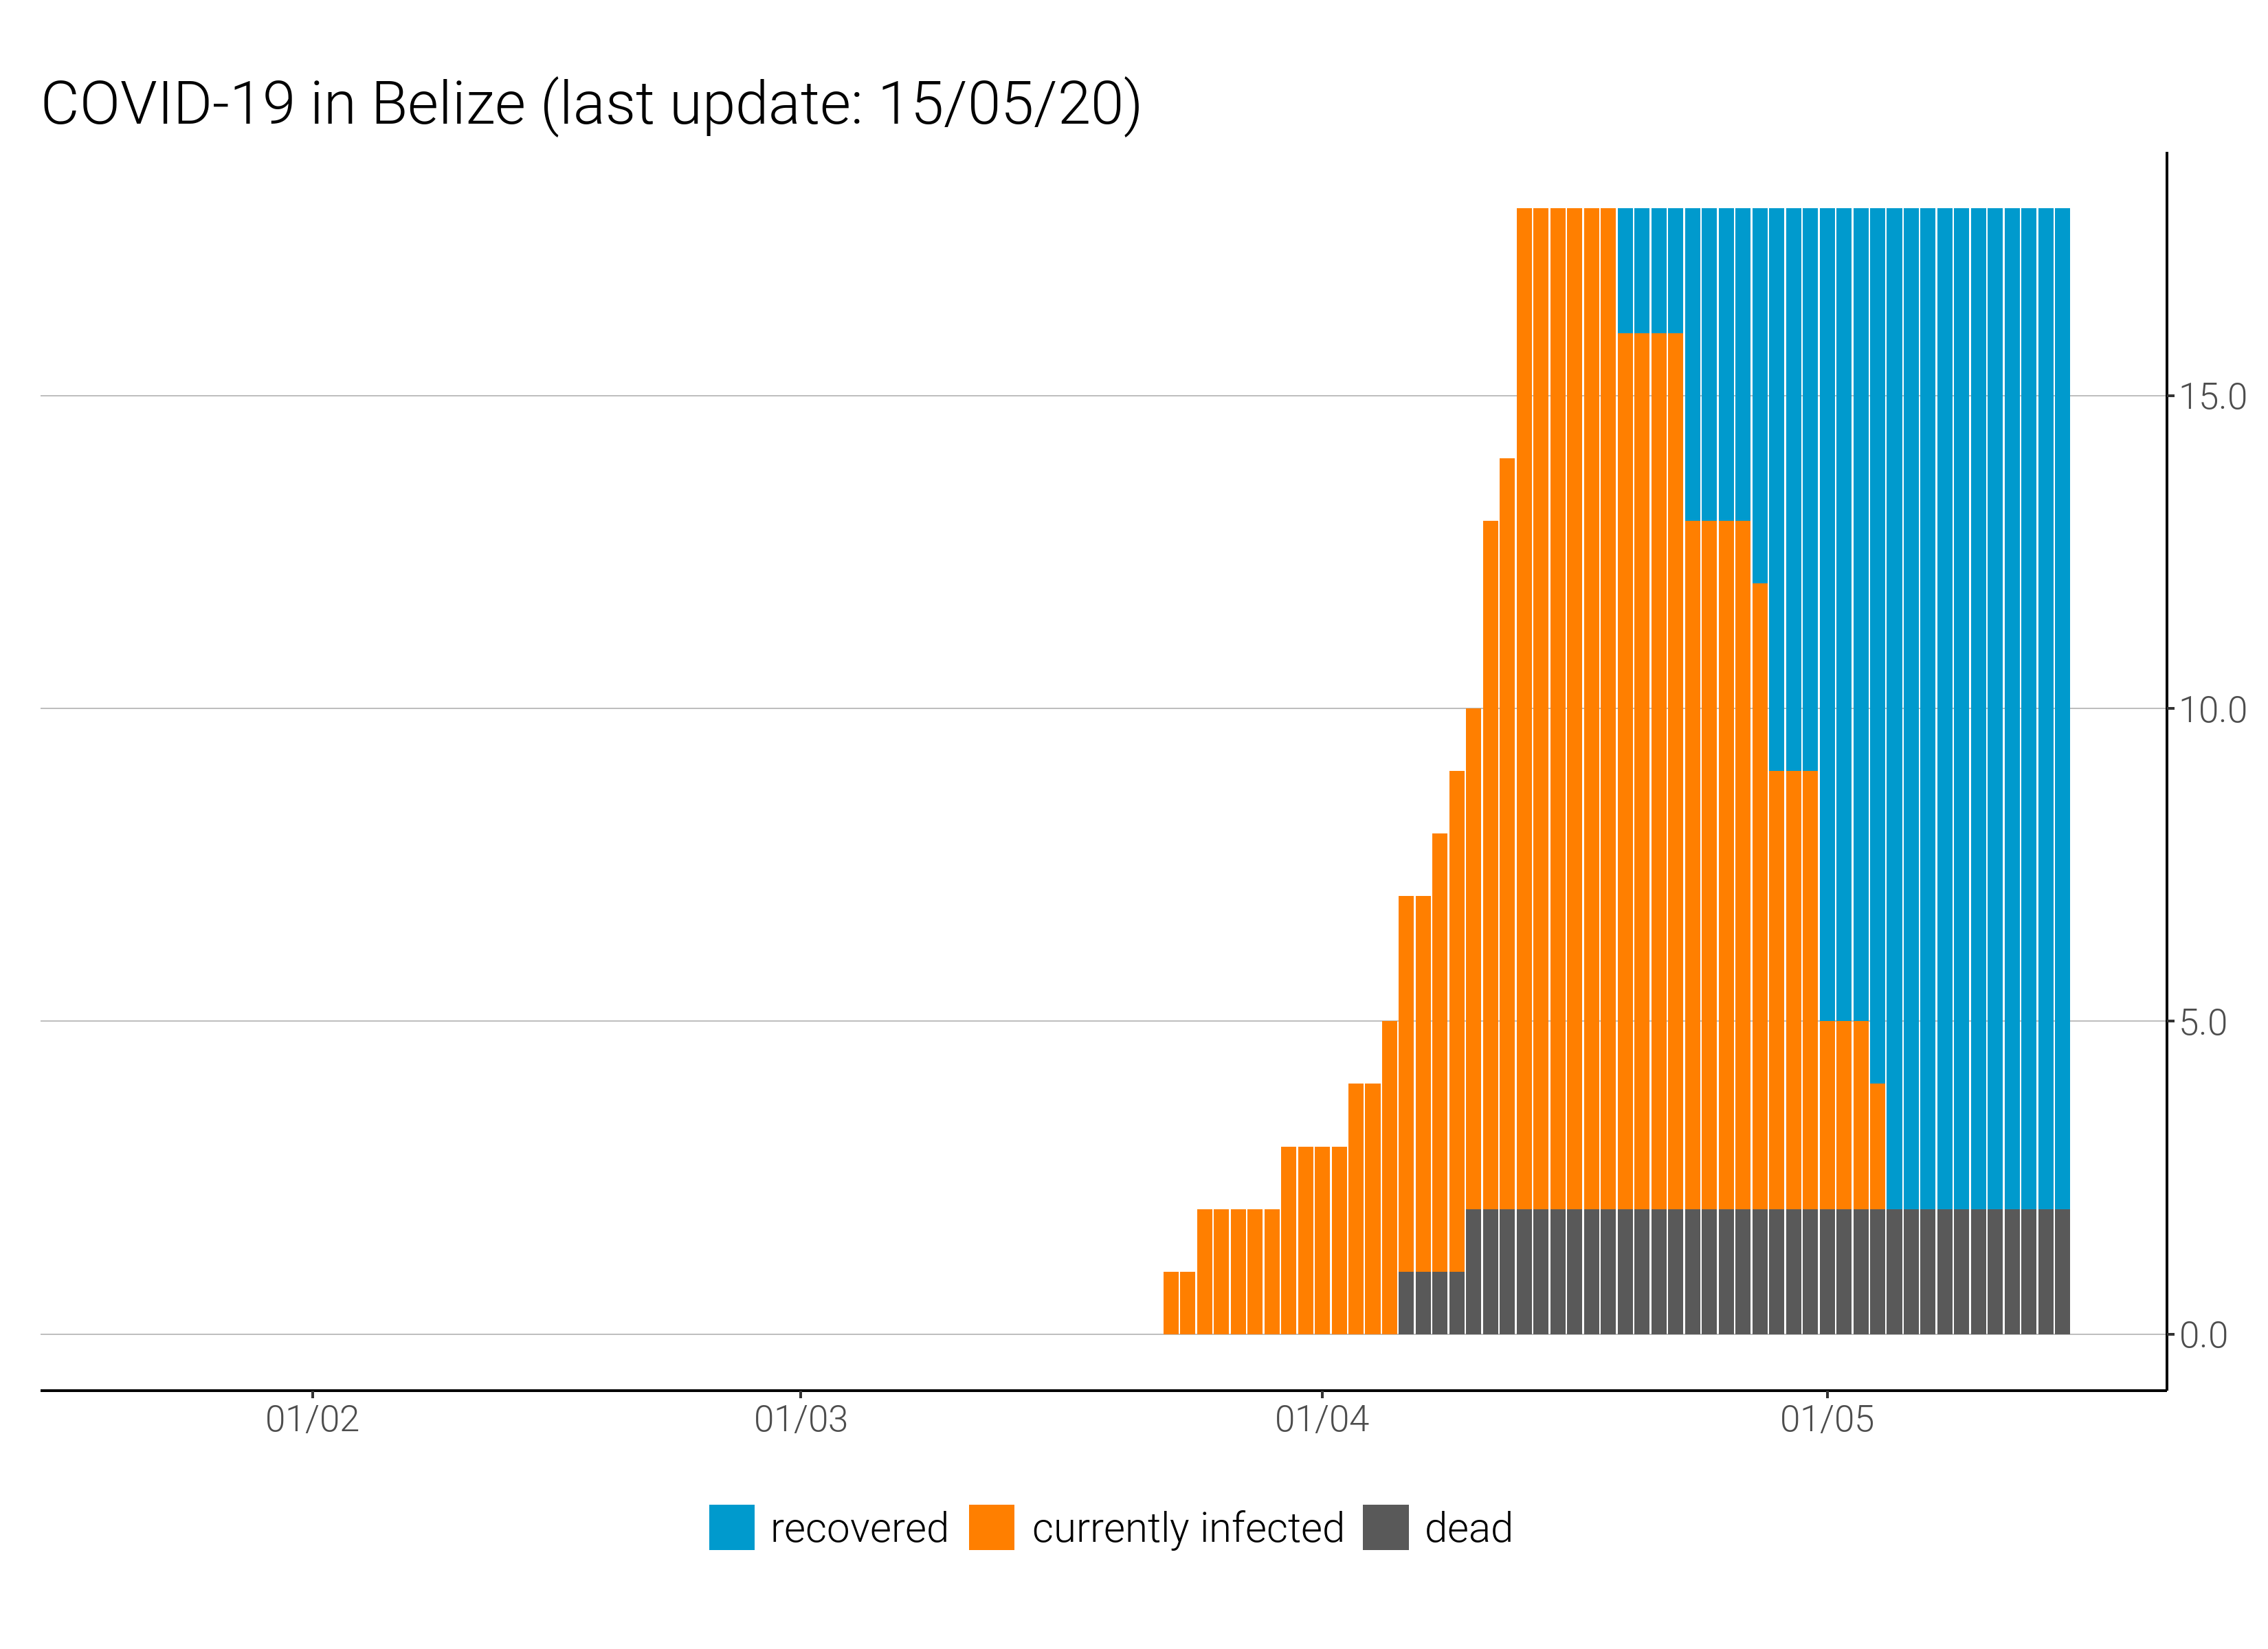 COVID-19 in Belize (last update: 15/05/20)
15.0
10.0
5.0
0.0
01/02 01/03 01/04 01/05
recovered currently infected dead